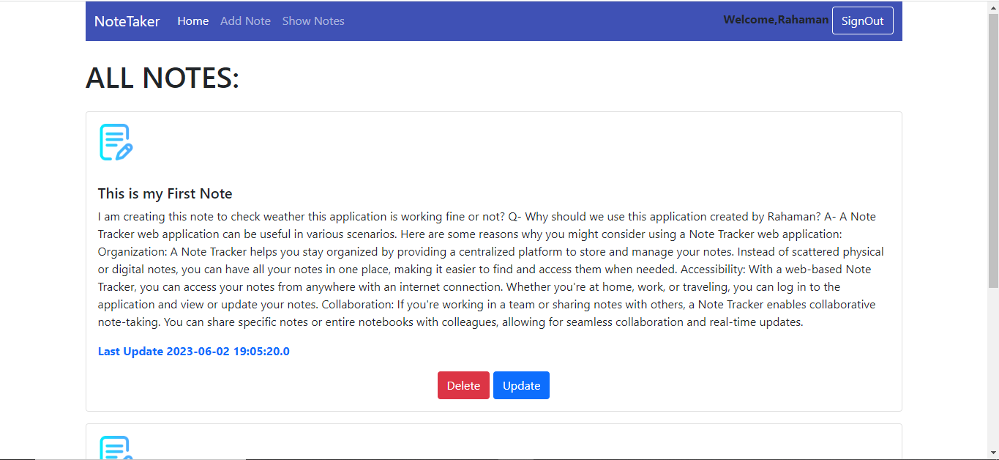 NoteTaker Home Add Note Show Notes Welcome,Rahaman SignOut
ALL NOTES:
This is my First Note
I am creating this note to check weather this application is working fine or not? Q- Why should we use this application created by Rahaman? A- A Note
Tracker web application can be useful in various scenarios. Here are some reasons why you might consider using a Note Tracker web application:
Organization: A Note Tracker helps you stay organized by providing a centralized platform to store and manage your notes. Instead of scattered physical
or digital notes, you can have all your notes in one place, making it easier to find and access them when needed. Accessibility: With a web-based Note
Tracker, you can access your notes from anywhere with an internet connection. Whether you're at home, work, or traveling, you can log in to the
application and view or update your notes. Collaboration: If you're working in a team or sharing notes with others, a Note Tracker enables collaborative
note-taking. You can share specific notes or entire notebooks with colleagues, allowing for seamless collaboration and real-time updates.
Last Update 2023-06-02 19:05:20.0
Delete Update